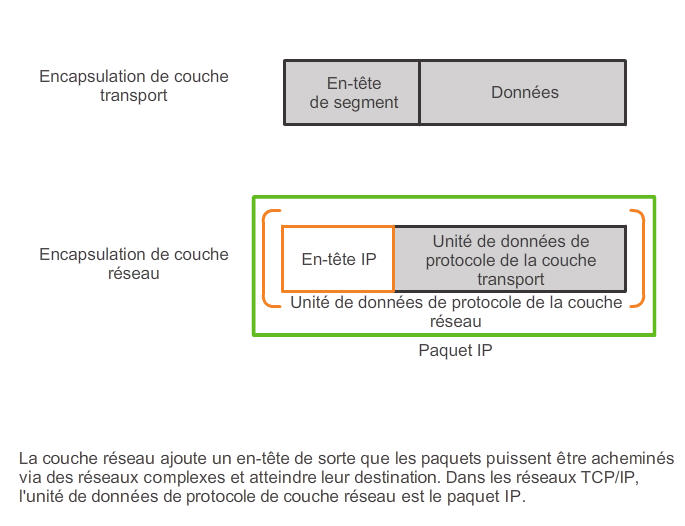 Encapsulation de couche
transport
En-tête
de segment
Données
Encapsulation de couche
réseau
En-tête IP
Unité de données de
protocole de la couche
transport
Unité de données de protocole de la couche
réseau
Paquet IP
La couche réseau ajoute un en-tête de sorte que les paquets puissent être acheminés
via des réseaux complexes et atteindre leur destination. Dans les réseaux TCP/IP,
l'unité de données de protocole de couche réseau est le paquet IP.